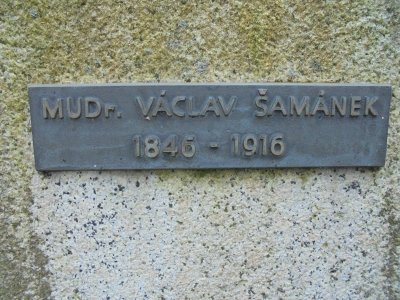 MUDr. VÁCLAV ŠAMÁNEK
1846 - 1916